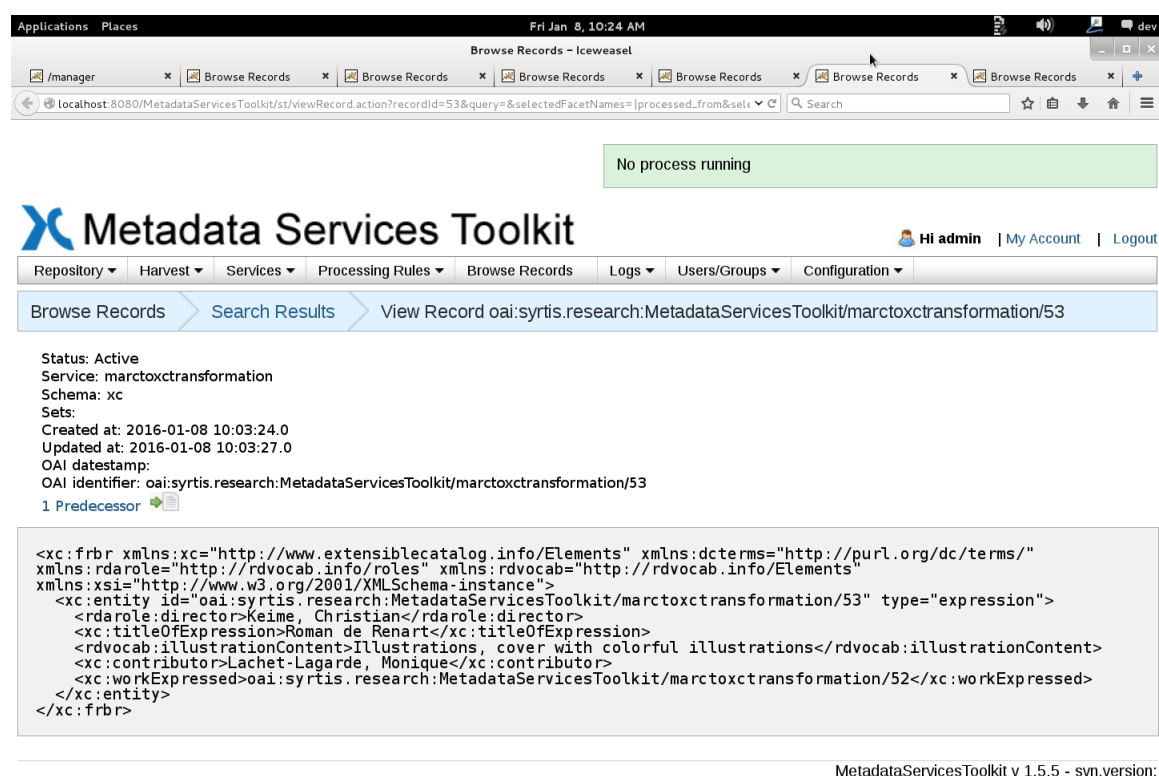 Applications Places Fri Jan 8, 10:24 AM dev
Browse Records - Iceweasel
/manager Browse Records Browse Records Browse Records Browse Records Browse Records Browse Records
localhost:8080/MetadataServicesToolkit/st/viewRecord.action?recordId=53&query=&selectedFacetNames=|processed_from&sele Search
No process running
Metadata Services Toolkit
Hi admin | My Account | Logout
Repository Harvest Services Processing Rules Browse Records Logs Users/Groups Configuration
Browse Records Search Results View Record oai:syrtis.research:MetadataServicesToolkit/marctoxctransformation/53
Status: Active
Service: marctoxctransformation
Schema: xc
Sets:
Created at: 2016-01-08 10:03:24.0
Updated at: 2016-01-08 10:03:27.0
OAI datestamp:
OAI identifier: oai:syrtis.research:MetadataServicesToolkit/marctoxctransformation/53
1 Predecessor
<xc:frbr xmlns:xc="http://www.extensiblecatalog.info/Elements" xmlns:dcterms="http://purl.org/dc/terms/"
xmlns:rdarole="http://rdvocab.info/roles" xmlns:rdvocab="http://rdvocab.info/Elements"
xmlns:xsi="http://www.w3.org/2001/XMLSchema-instance">
<xc:entity id="oai:syrtis.research:MetadataServicesToolkit/marctoxctransformation/53" type="expression">
<rdarole:director>Keime, Christian</rdarole:director>
<xc:titleOfExpression>Roman de Renart</xc:titleOfExpression>
<rdvocab:illustrationContent>Illustrations, cover with colorful illustrations</rdvocab:illustrationContent>
<xc:contributor>Lachet-Lagarde, Monique</xc:contributor>
<xc:workExpressed>oai:syrtis.research:MetadataServicesToolkit/marctoxctransformation/52</xc:workExpressed>
</xc:entity>
</xc:frbr>
MetadataServicesToolkit v 1.5.5 - svn.version: